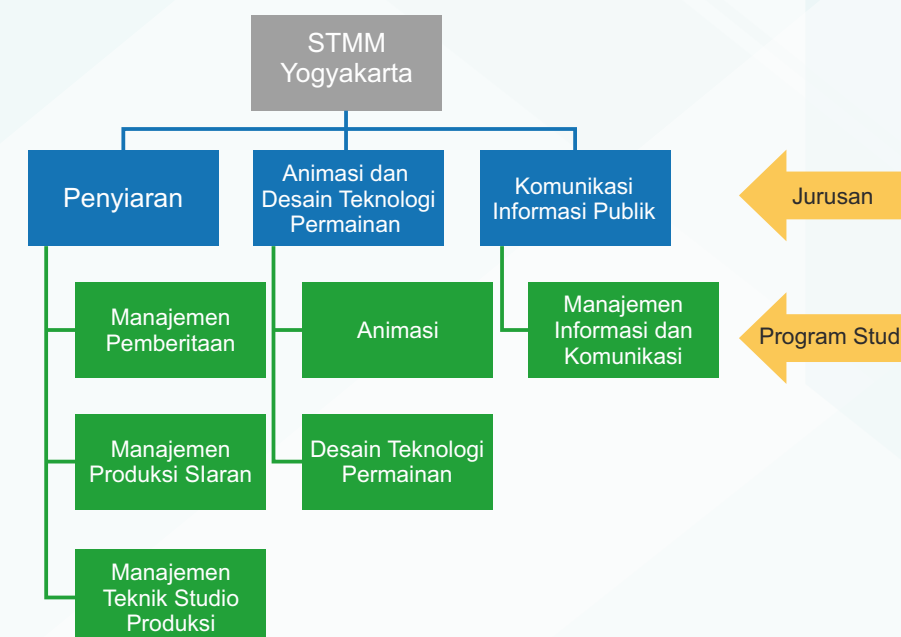 STMM
Yogyakarta
Penyiaran
Animasi dan
Desain Teknologi
Permainan
Komunikasi
Informasi Publik
Jurusan
Manajemen
Pemberitaan
Animasi
Manajemen
Informasi dan
Komunikasi
Program Stud
Manajemen
Produksi SIaran
Desain Teknologi
Permainan
Manajemen
Teknik Studio
Produksi